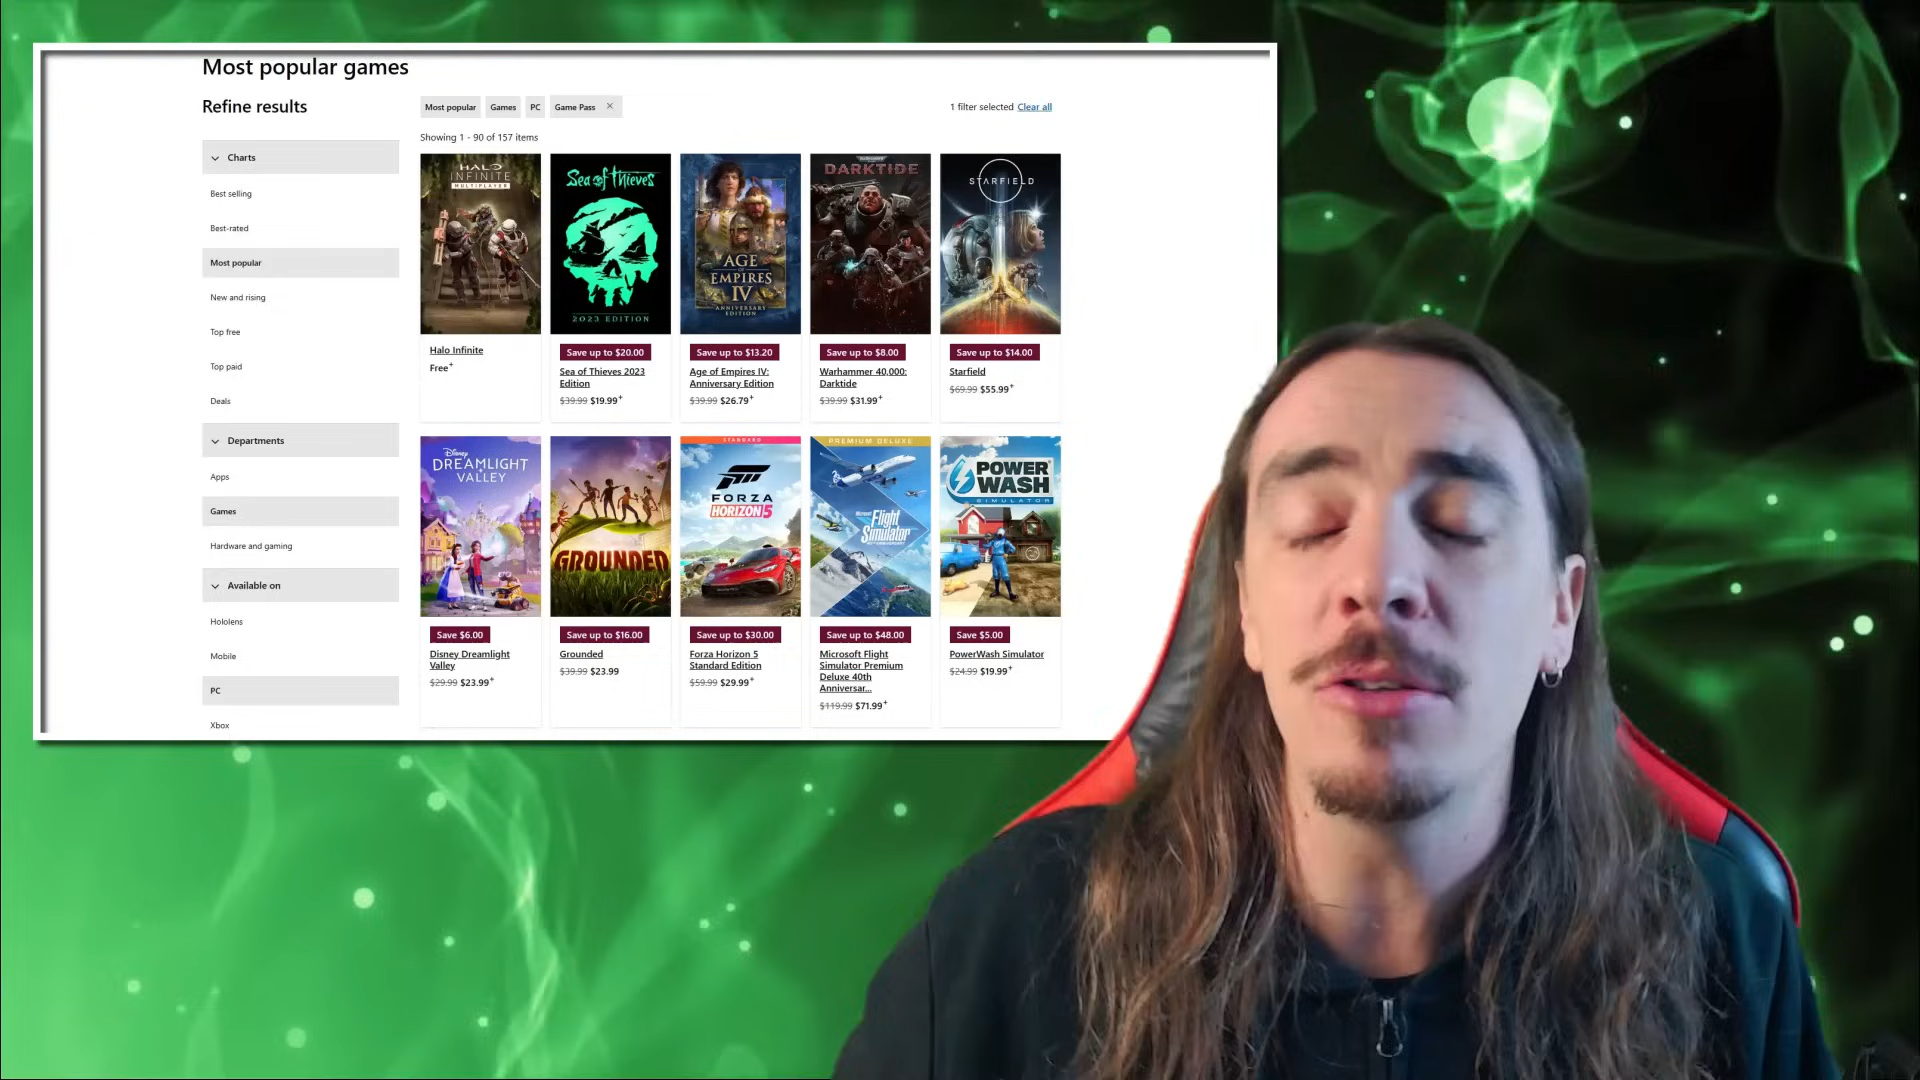 Most popular games
Refine results
Most popular Games PC Game Pass ×
1 filter selected Clear all
Showing 1 - 90 of 157 items
Charts
Best selling
Best-rated
Most popular
New and rising
Top free
Top paid
Deals
Departments
Apps
Games
Hardware and gaming
Available on
Hololens
Mobile
PC
Xbox
HALO
INFINITE
MULTIPLAYER
Halo Infinite
Free+
Sea of Thieves
2023 EDITION
Save up to $20.00
Sea of Thieves 2023
Edition
$39.99 $19.99+
AGE
OF
EMPIRES
IV
ANNIVERSARY
EDITION
Save up to $13.20
Age of Empires IV:
Anniversary Edition
$39.99 $26.79+
DARKTIDE
Save up to $8.00
Warhammer 40,000:
Darktide
$39.99 $31.99+
STARFIELD
Save up to $14.00
Starfield
$69.99 $55.99+
Disney
DREAMLIGHT
VALLEY
Save $6.00
Disney Dreamlight
Valley
$29.99 $23.99+
GROUNDED
Save up to $16.00
Grounded
$39.99 $23.99
STANDARD
FORZA
HORIZON 5
Save up to $30.00
Forza Horizon 5
Standard Edition
$59.99 $29.99+
PREMIUM DELUXE
Microsoft
Flight
Simulator
Save up to $48.00
Microsoft Flight
Simulator Premium
Deluxe 40th
Anniversar...
$119.99 $71.99+
POWER
WASH
SIMULATOR
Save $5.00
PowerWash Simulator
$24.99 $19.99+